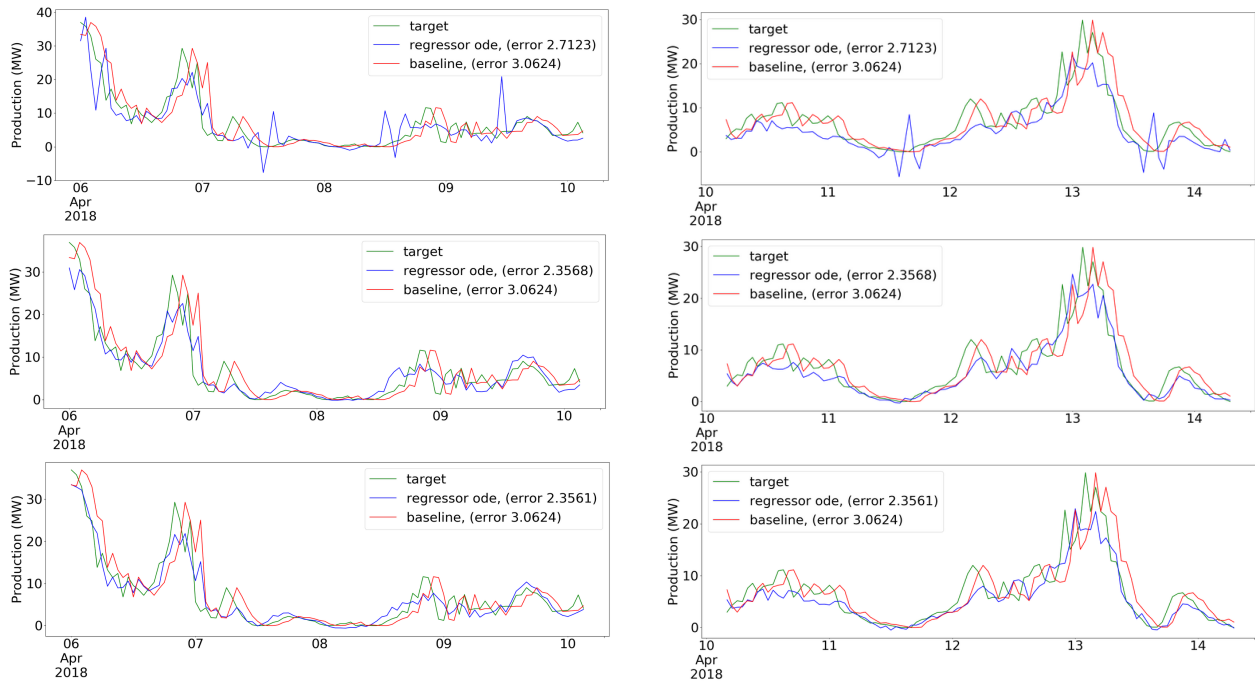 40
30
20
10
0
−10
Production (MW)
target
regressor ode, (error 2.7123)
baseline, (error 3.0624)
06
07
08
09
10
Apr
2018
30
20
10
0
Production (MW)
target
regressor ode, (error 2.7123)
baseline, (error 3.0624)
10
11
12
13
14
Apr
2018
30
20
10
0
Production (MW)
target
regressor ode, (error 2.3568)
baseline, (error 3.0624)
06
07
08
09
10
Apr
2018
30
20
10
0
Production (MW)
target
regressor ode, (error 2.3568)
baseline, (error 3.0624)
10
11
12
13
14
Apr
2018
30
20
10
0
Production (MW)
target
regressor ode, (error 2.3561)
baseline, (error 3.0624)
06
07
08
09
10
Apr
2018
30
20
10
0
Production (MW)
target
regressor ode, (error 2.3561)
baseline, (error 3.0624)
10
11
12
13
14
Apr
2018